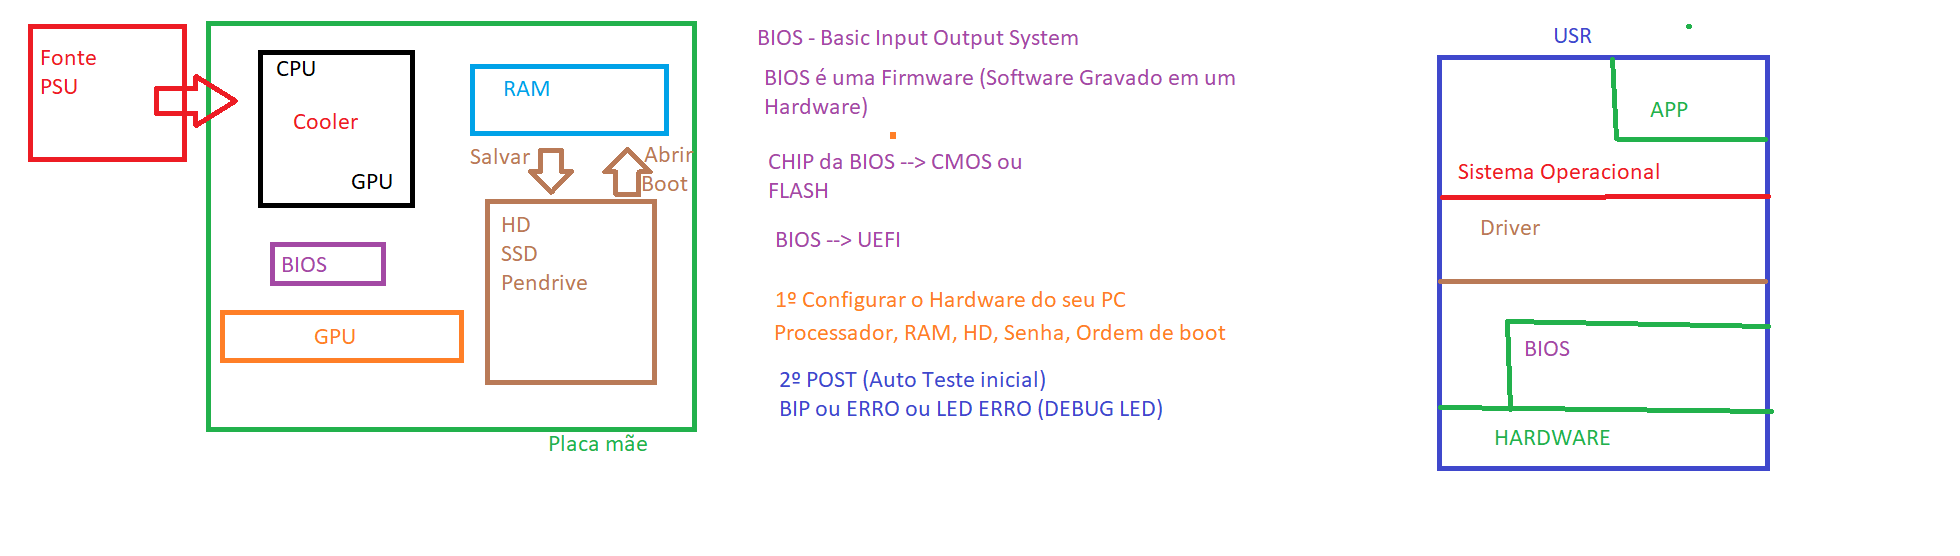 Fonte
PSU
CPU
Cooler
GPU
RAM
Salvar
Abrir
Boot
HD
SSD
Pendrive
BIOS
GPU
Placa mãe
BIOS - Basic Input Output System
BIOS é uma Firmware (Software Gravado em um
Hardware)
CHIP da BIOS --> CMOS ou
FLASH
BIOS --> UEFI
1º Configurar o Hardware do seu PC
Processador, RAM, HD, Senha, Ordem de boot
2º POST (Auto Teste inicial)
BIP ou ERRO ou LED ERRO (DEBUG LED)
USR
APP
Sistema Operacional
Driver
BIOS
HARDWARE